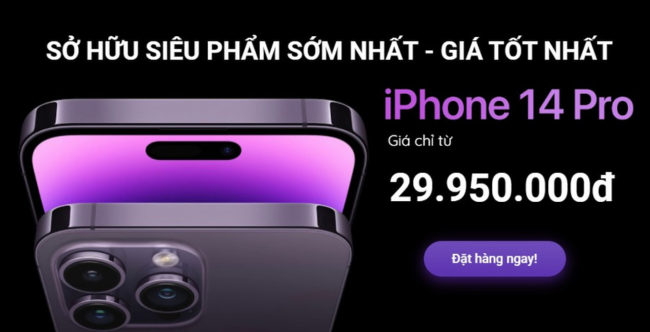 SỞ HỮU SIÊU PHẨM SỚM NHẤT - GIÁ TỐT NHẤT
iPhone 14 Pro
Giá chỉ từ
29.950.000đ
Đặt hàng ngay!